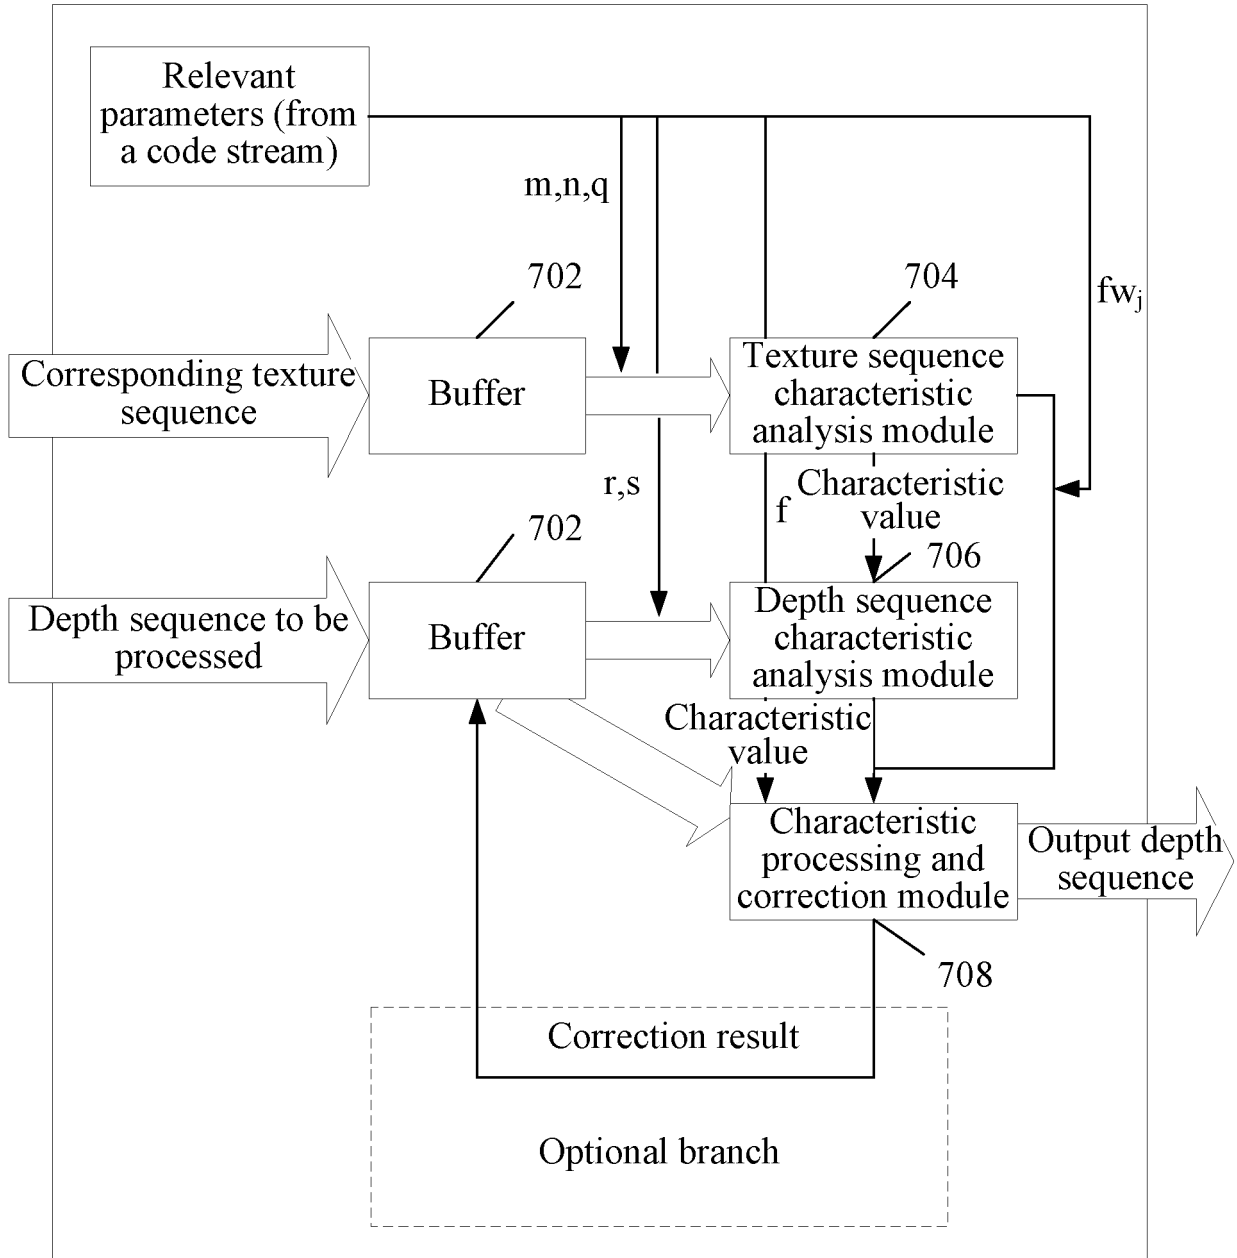 Relevant
parameters (from
a code stream)
m,n,q
702
704
fwj
Corresponding texture
sequence
Buffer
Texture sequence
characteristic
analysis module
r,s
f
Characteristic
value
702
706
Depth sequence to be
processed
Buffer
Depth sequence
characteristic
analysis module
Characteristic
value
Characteristic
processing and
correction module
Output depth
sequence
708
Correction result
Optional branch